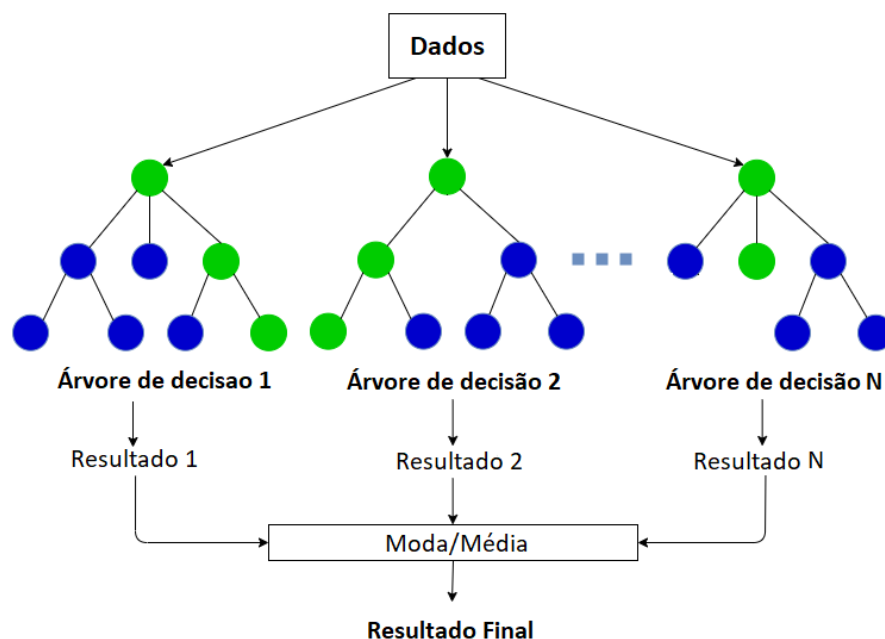 Dados
Árvore de decisao 1
Árvore de decisão 2
Árvore de decisão N
Resultado 1
Resultado 2
Resultado N
Moda/Média
Resultado Final